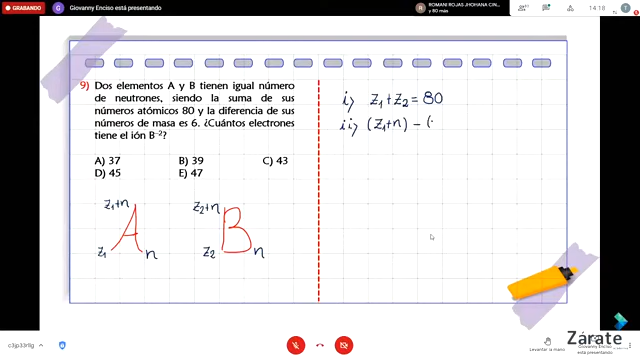 GRABANDO
G
Giovanny Enciso está presentando
R
ROMANI ROJAS JHOHANA CIN...
y 80 más
14:18
T
9) Dos elementos A y B tienen igual número
de neutrones, siendo la suma de sus
números atómicos 80 y la diferencia de sus
números de masa es 6. ¿Cuántos electrones
tiene el ión B⁻²?
A) 37 B) 39 C) 43
D) 45 E) 47
i) Z₁ + Z₂ = 80
ii) (Z₁+n) - (
Z₁+n
A
Z₁
n
Z₂+n
B
Z₂
n
c3jp33rllg
Levantar la mano
Giovanny Enciso
está presentando
Zárate